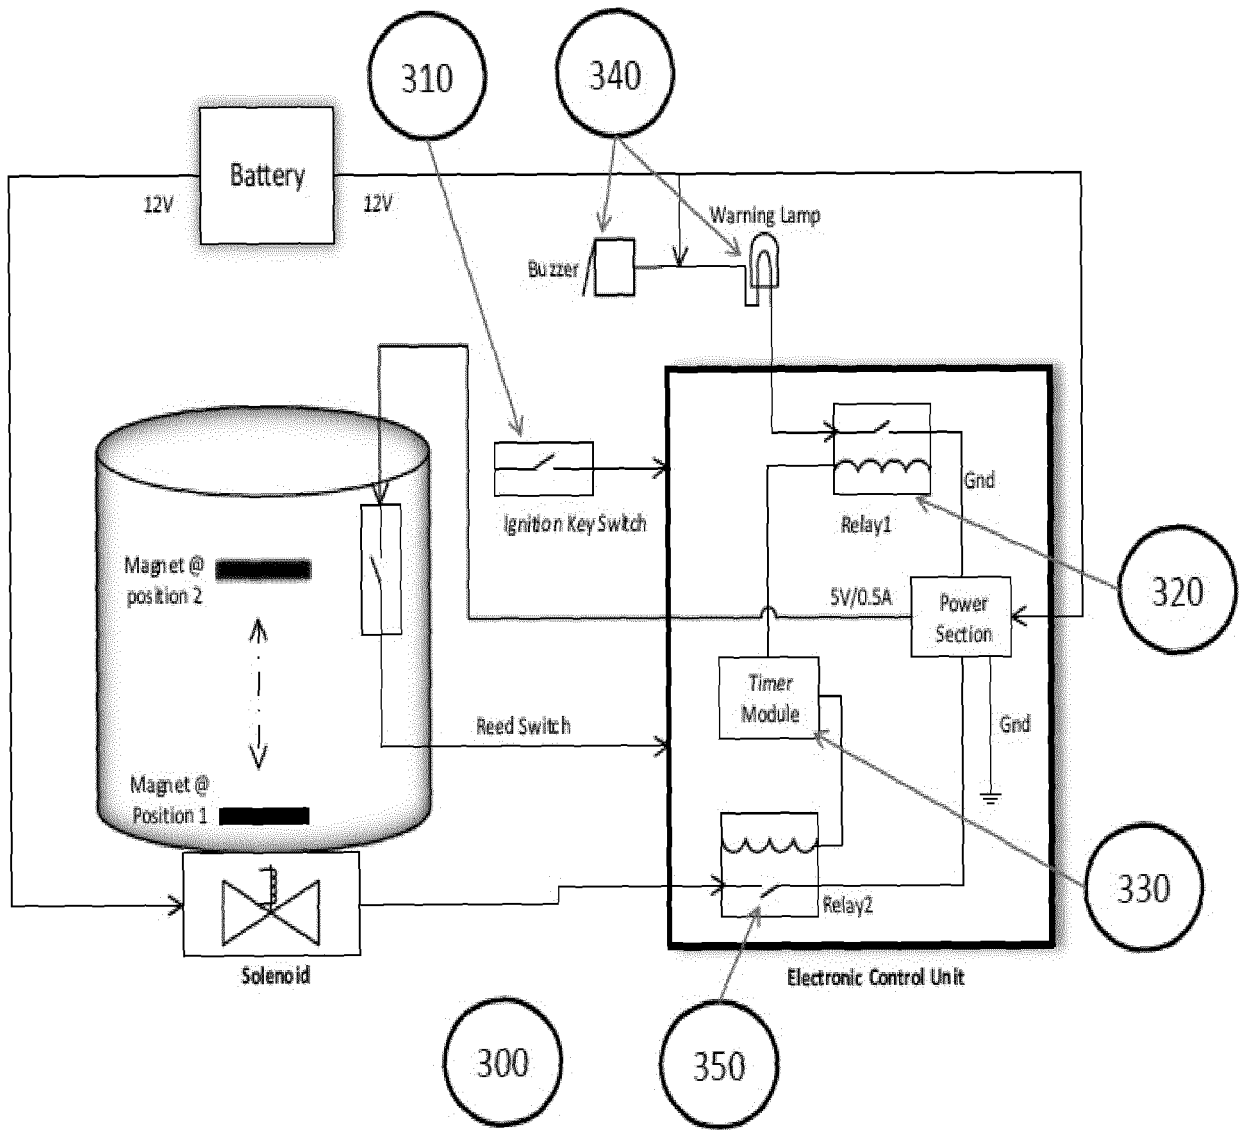 310
340
Battery
12V
12V
Warning Lamp
Buzzer
Ignition Key Switch
Gnd
Relay1
Magnet @
position 2
5V/0.5A
Power
Section
320
Timer
Module
Reed Switch
Gnd
Magnet @
Position 1
330
Relay2
Solenoid
Electronic Control Unit
300
350